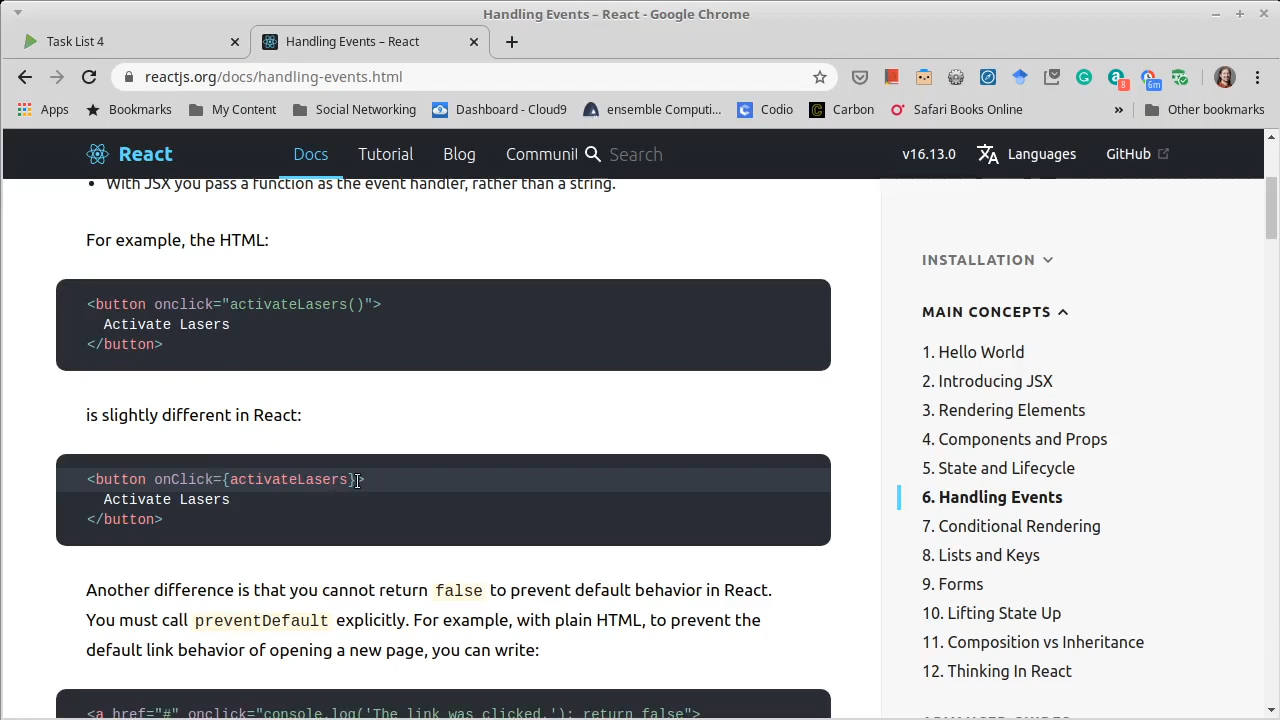 Handling Events – React - Google Chrome
Task List 4
Handling Events – React
reactjs.org/docs/handling-events.html
8
6m
Apps
Bookmarks
My Content
Social Networking
Dashboard - Cloud9
ensemble Computi...
Codio
Carbon
Safari Books Online
»
Other bookmarks
React
Docs
Tutorial
Blog
Communit
Search
v16.13.0
Languages
GitHub
• With JSX you pass a function as the event handler, rather than a string.
For example, the HTML:
<button onclick="activateLasers()">
Activate Lasers
</button>
is slightly different in React:
<button onClick={activateLasers}>
Activate Lasers
</button>
Another difference is that you cannot return false to prevent default behavior in React.
You must call preventDefault explicitly. For example, with plain HTML, to prevent the
default link behavior of opening a new page, you can write:
<a href="#" onclick="console.log('The link was clicked.'); return false">
INSTALLATION
MAIN CONCEPTS
1. Hello World
2. Introducing JSX
3. Rendering Elements
4. Components and Props
5. State and Lifecycle
6. Handling Events
7. Conditional Rendering
8. Lists and Keys
9. Forms
10. Lifting State Up
11. Composition vs Inheritance
12. Thinking In React